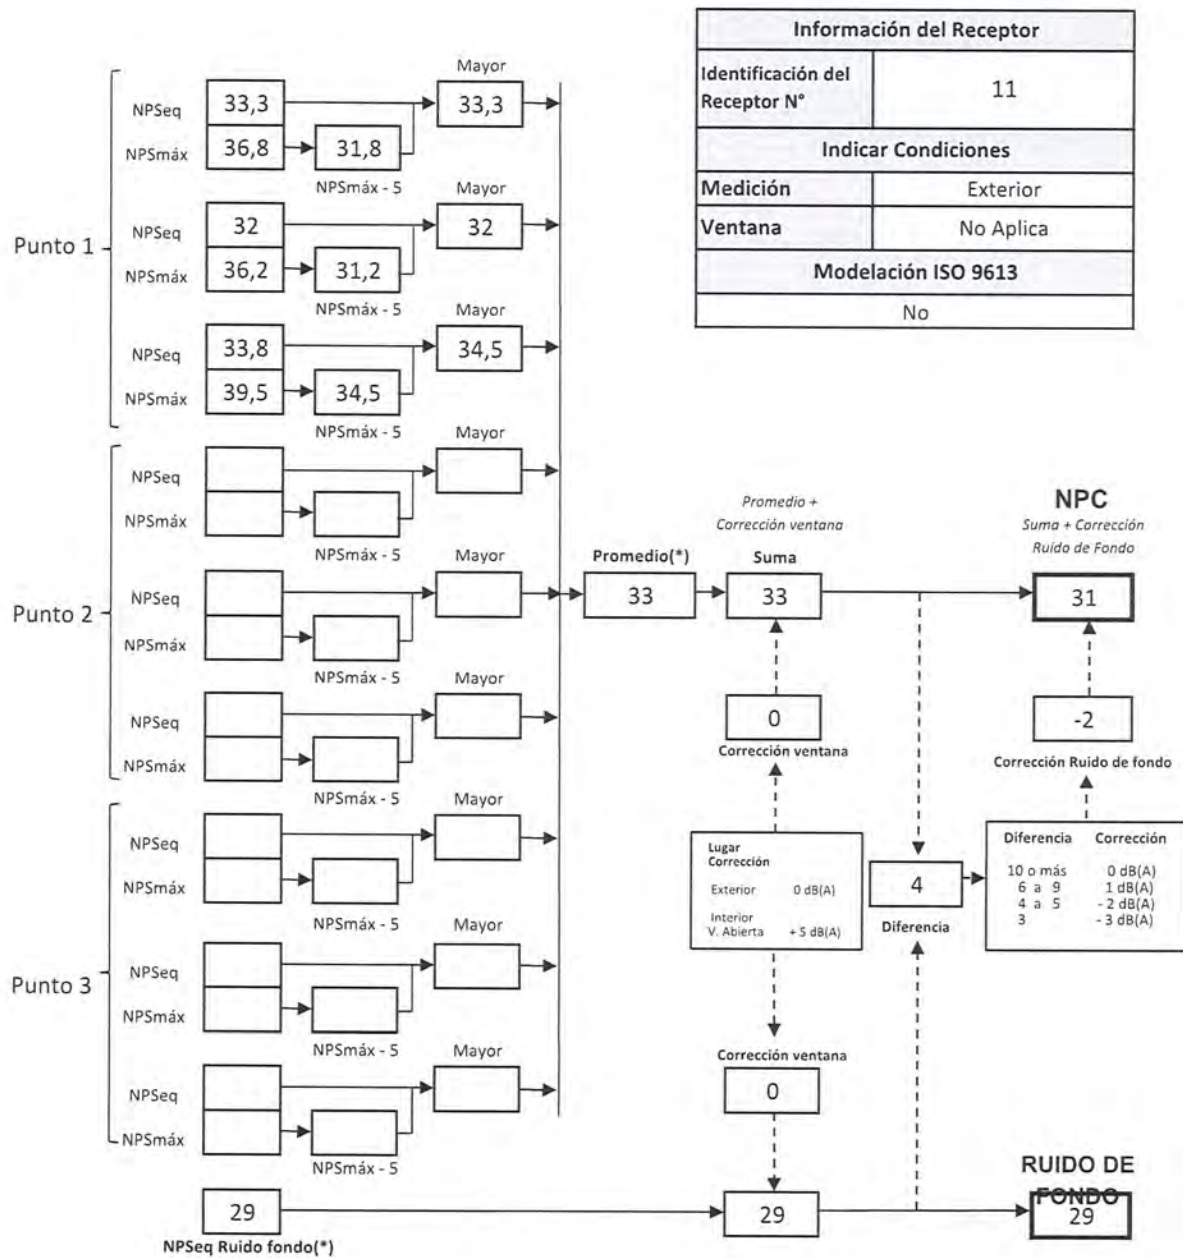 Información del Receptor
Identificación del Receptor N° 11
Indicar Condiciones
Medición Exterior
Ventana No Aplica
Modelación ISO 9613
No
Punto 1
Mayor
NPSeq 33,3 33,3
NPSmáx 36,8 31,8
NPSmáx - 5
Mayor
NPSeq 32 32
NPSmáx 36,2 31,2
NPSmáx - 5
Mayor
NPSeq 33,8 34,5
NPSmáx 39,5 34,5
NPSmáx - 5
Punto 2
Mayor
NPSeq
NPSmáx
NPSmáx - 5
Mayor
NPSeq
NPSmáx
NPSmáx - 5
Mayor
NPSeq
NPSmáx
NPSmáx - 5
Punto 3
Mayor
NPSeq
NPSmáx
NPSmáx - 5
Mayor
NPSeq
NPSmáx
NPSmáx - 5
Mayor
NPSeq
NPSmáx
NPSmáx - 5
Promedio(*)
33
Promedio +
Corrección ventana
Suma
33
0
Corrección ventana
Lugar
Corrección
Exterior 0 dB(A)
Interior
V. Abierta + 5 dB(A)
Corrección ventana
0
4
Diferencia
NPC
Suma + Corrección
Ruido de Fondo
31
-2
Corrección Ruido de fondo
Diferencia Corrección
10 o más 0 dB(A)
6 a 9 1 dB(A)
4 a 5 - 2 dB(A)
3 - 3 dB(A)
29
NPSeq Ruido fondo(*)
29
RUIDO DE
FONDO
29